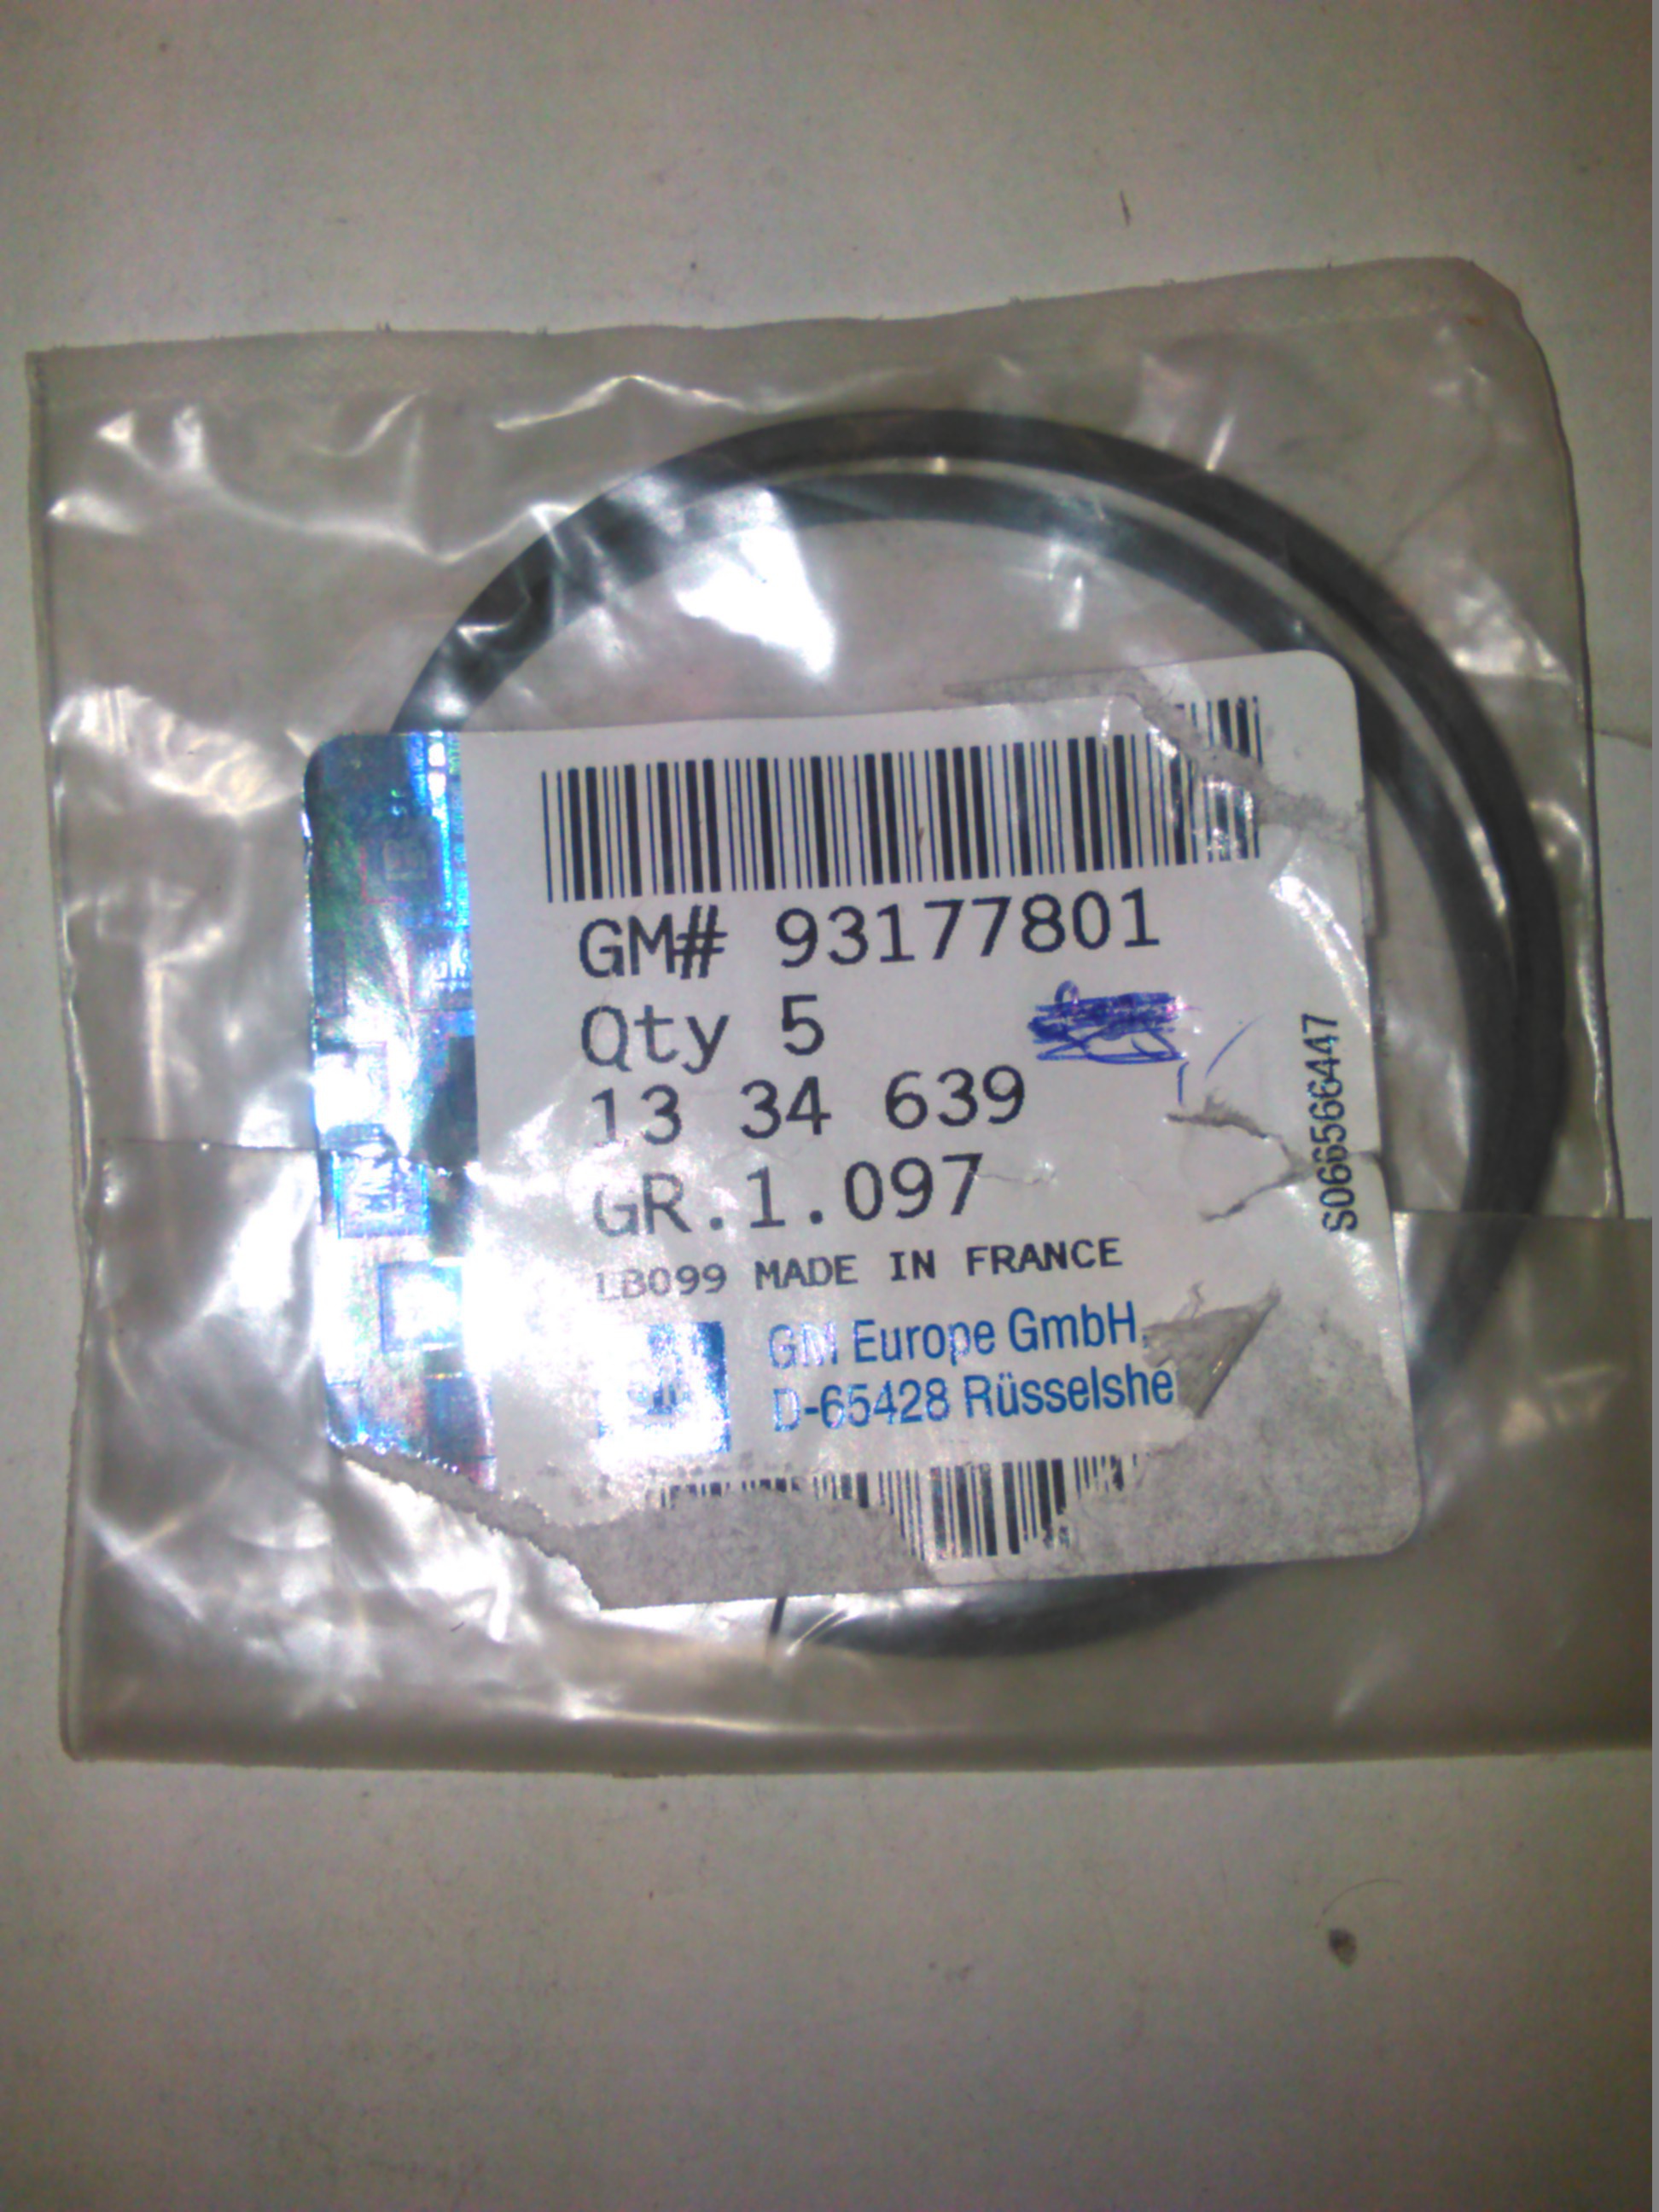 GM# 93177801
Qty 5
13 34 639
GR.1.097
LB099 MADE IN FRANCE
GM Europe GmbH
D-65428 Rüsselshe
S066566447